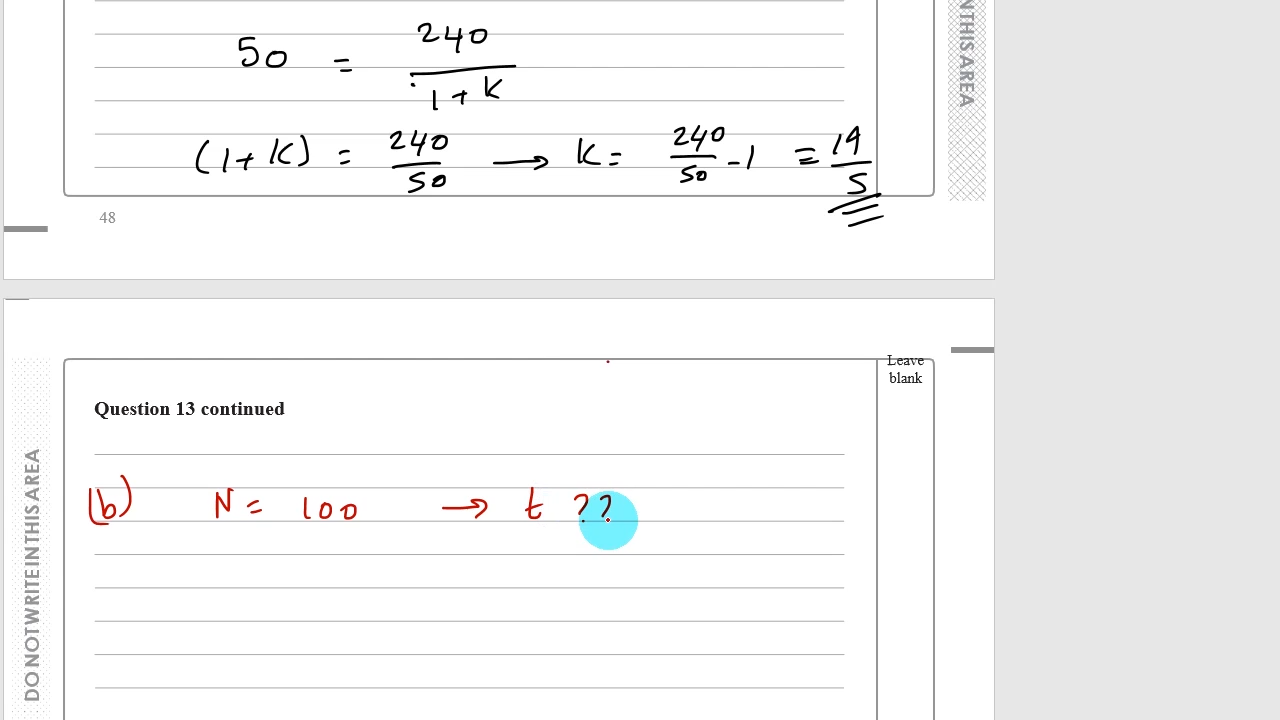 50 = 240 / 1 + K
(1 + K) = 240/50 → K = 240/50 - 1 = 19/5
48
N THIS AREA
Leave
blank
Question 13 continued
(b) N = 100 → t ??
DO NOT WRITE IN THIS AREA